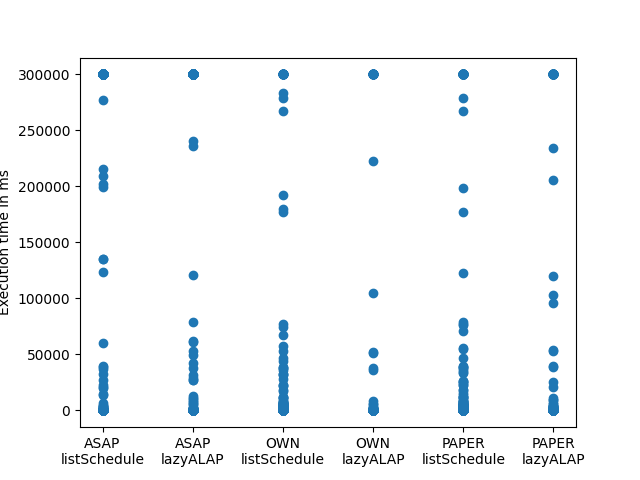 300000
250000
200000
150000
100000
50000
0
Execution time in ms
ASAP
listSchedule
ASAP
lazyALAP
OWN
listSchedule
OWN
lazyALAP
PAPER
listSchedule
PAPER
lazyALAP